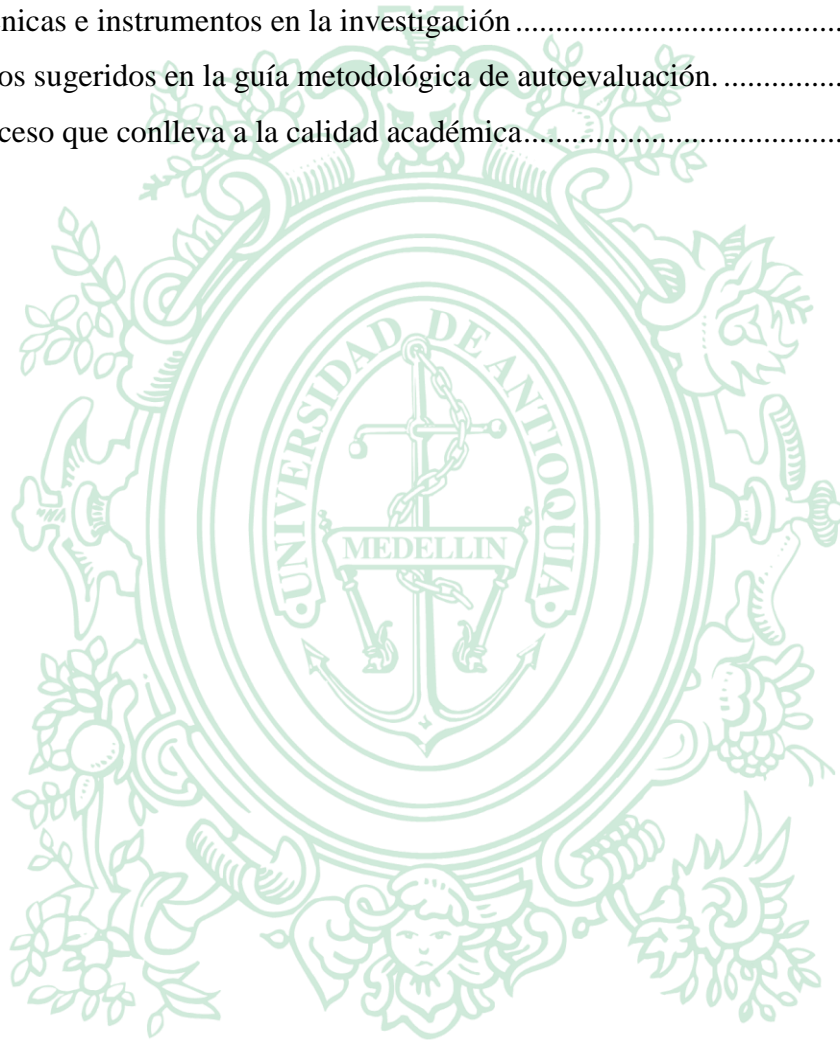 nicas e instrumentos en la investigación....................................
os sugeridos en la guía metodológica de autoevaluación. .............
ceso que conlleva a la calidad académica...................................
UNIVERSIDAD DE ANTIOQUIA
MEDELLIN